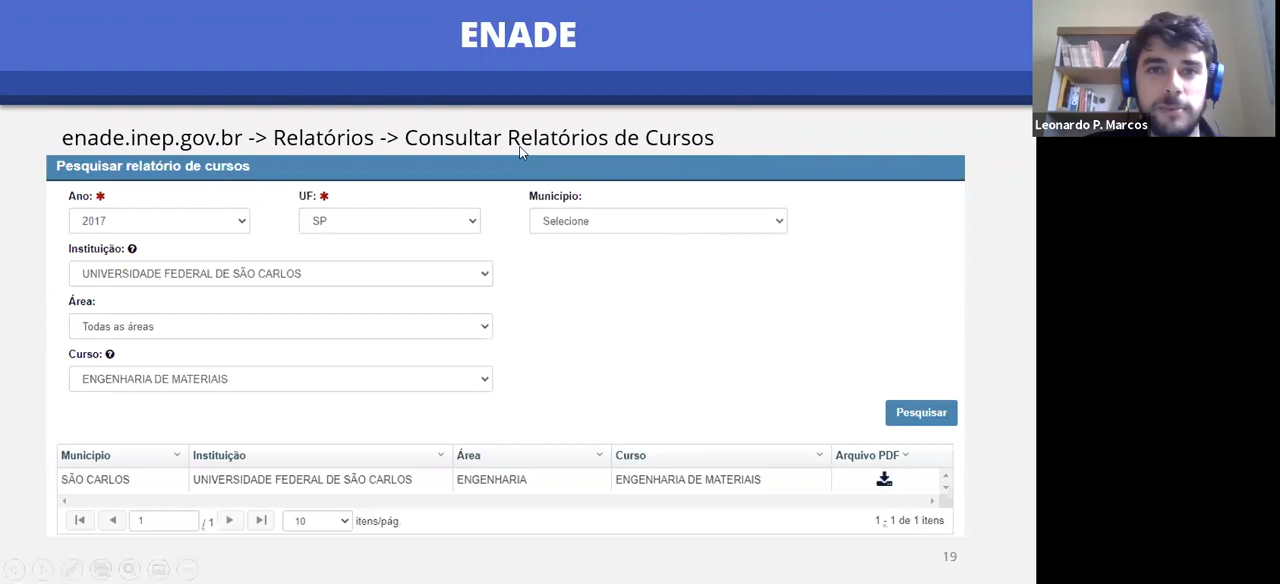 ENADE
Leonardo P. Marcos
enade.inep.gov.br -> Relatórios -> Consultar Relatórios de Cursos
Pesquisar relatório de cursos
Ano: * UF: * Município:
2017 SP Selecione
Instituição:
UNIVERSIDADE FEDERAL DE SÃO CARLOS
Área:
Todas as áreas
Curso:
ENGENHARIA DE MATERIAIS
Pesquisar
Município Instituição Área Curso Arquivo PDF
SÃO CARLOS UNIVERSIDADE FEDERAL DE SÃO CARLOS ENGENHARIA ENGENHARIA DE MATERIAIS
1 / 1 10 itens/pág. 1 - 1 de 1 itens
19